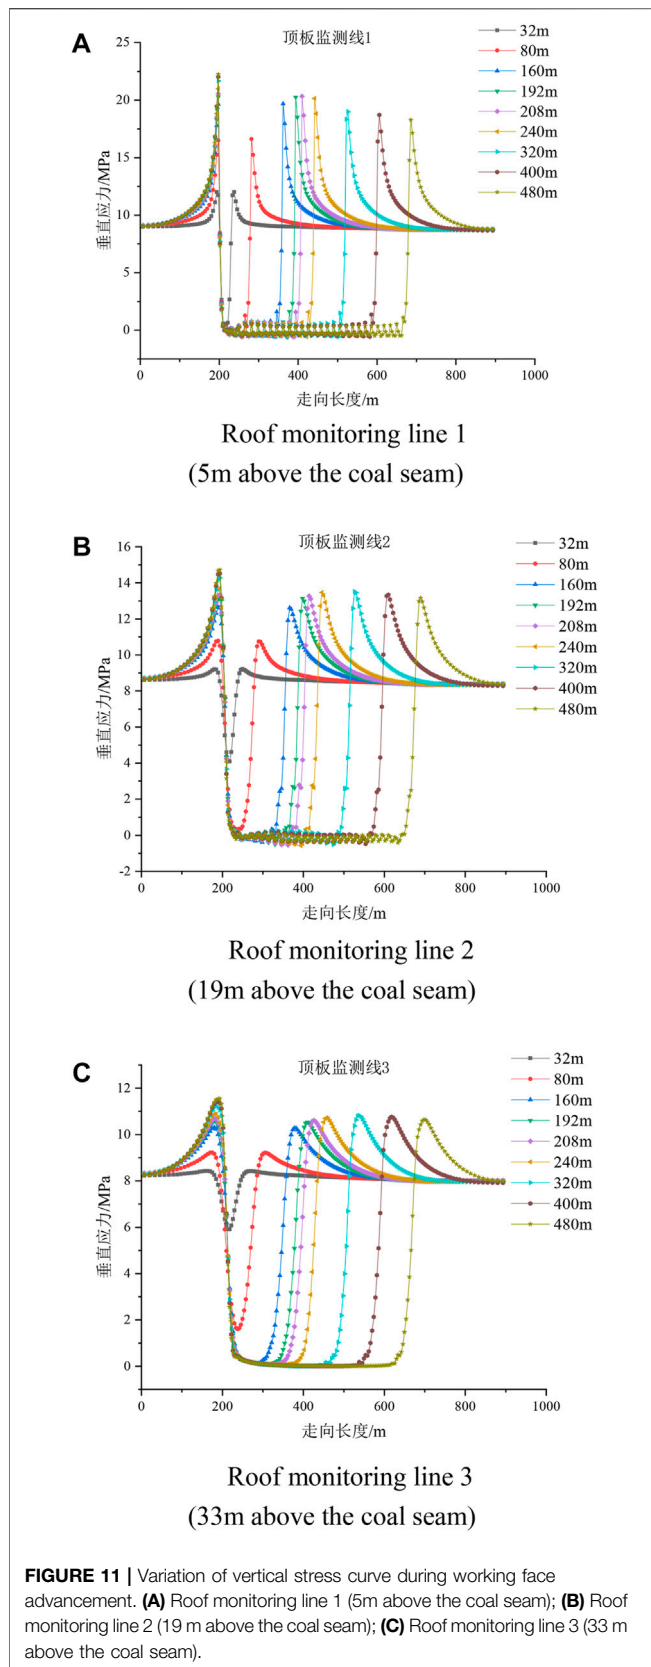 A
顶板监测线1
32m
80m
160m
192m
208m
240m
320m
400m
480m
25
20
15
10
5
0
垂直应力/MPa
0
200
400
600
800
1000
走向长度/m
Roof monitoring line 1
(5m above the coal seam)
B
顶板监测线2
32m
80m
160m
192m
208m
240m
320m
400m
480m
16
14
12
10
8
6
4
2
0
-2
垂直应力/MPa
0
200
400
600
800
1000
走向长度/m
Roof monitoring line 2
(19m above the coal seam)
C
顶板监测线3
32m
80m
160m
192m
208m
240m
320m
400m
480m
12
10
8
6
4
2
0
垂直应力/MPa
0
200
400
600
800
1000
走向长度/m
Roof monitoring line 3
(33m above the coal seam)
FIGURE 11 | Variation of vertical stress curve during working face
advancement. (A) Roof monitoring line 1 (5m above the coal seam); (B) Roof
monitoring line 2 (19 m above the coal seam); (C) Roof monitoring line 3 (33 m
above the coal seam).